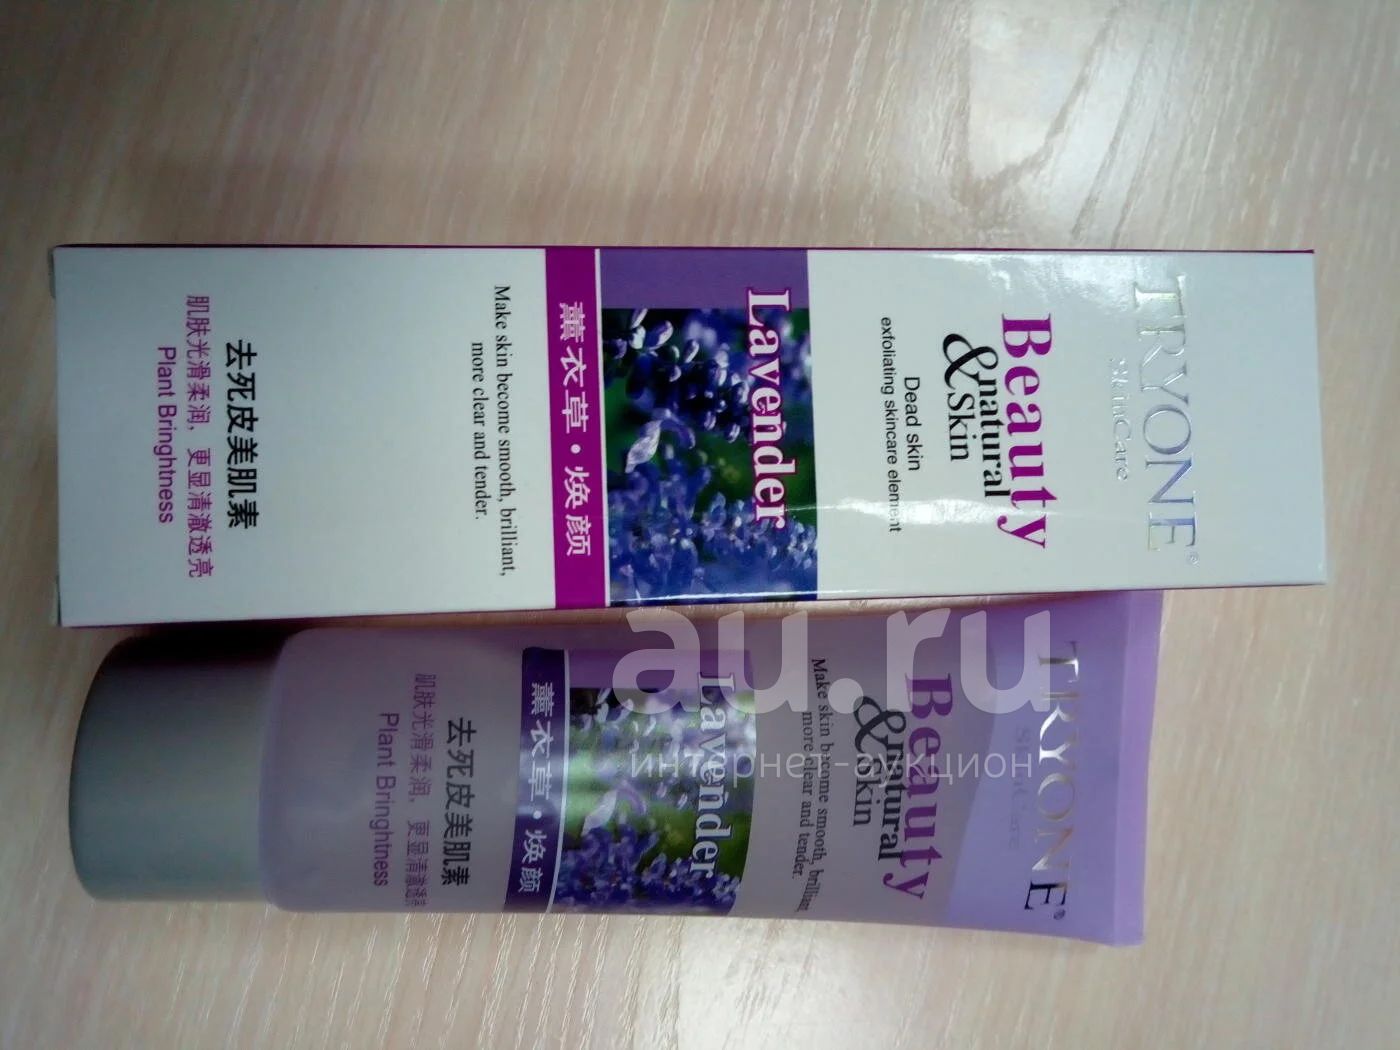 TRYONE®
SkinCare
Beauty
& natural
Skin
Dead skin
exfoliating skincare element
Lavender
薰衣草·焕颜
Make skin become smooth, brilliant,
more clear and tender.
去死皮美肌素
肌肤光滑柔润，更显清澈透亮
Plant Bringhtness
TRYONE®
SkinCare
Beauty
& natural
Skin
Make skin become smooth, brilliant,
more clear and tender.
Lavender
薰衣草·焕颜
去死皮美肌素
肌肤光滑柔润，更显清澈透
Plant Bringhtness
au.ru
интернет-аукцион